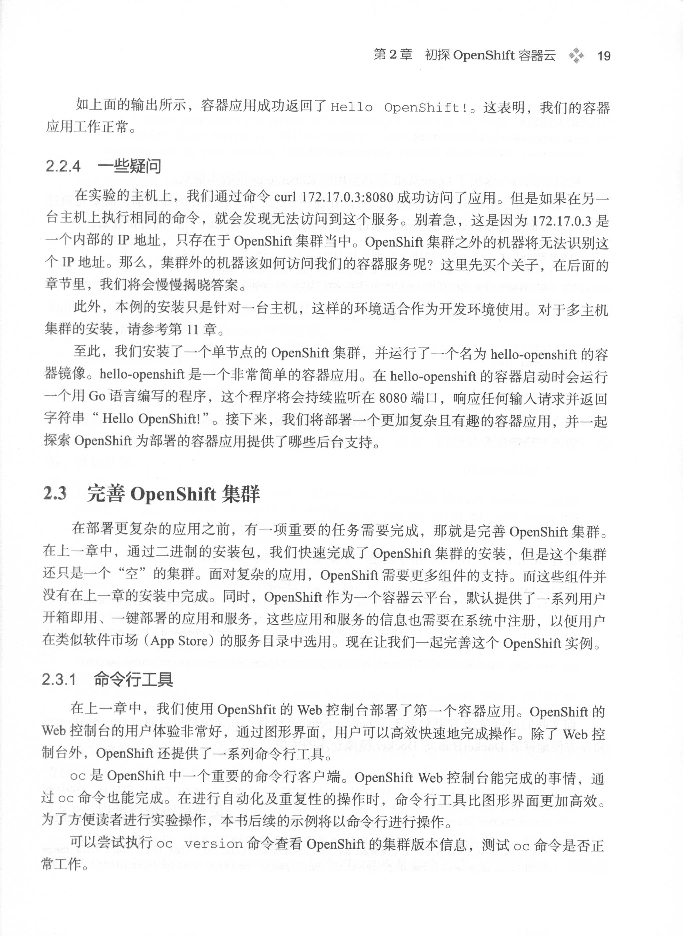 第2章 初探 OpenShift 容器云 19
如上面的输出所示，容器应用成功返回了 Hello OpenShift!。这表明，我们的容器
应用工作正常。
2.2.4 一些疑问
在实验的主机上，我们通过命令 curl 172.17.0.3:8080 成功访问了应用。但是如果在另一
台主机上执行相同的命令，就会发现无法访问到这个服务。别着急，这是因为 172.17.0.3 是
一个内部的 IP 地址，只存在于 OpenShift 集群当中。OpenShift 集群之外的机器将无法识别这
个 IP 地址。那么，集群外的机器该如何访问我们的容器服务呢？这里先买个关子，在后面的
章节里，我们将会慢慢揭晓答案。
此外，本例的安装只是针对一台主机，这样的环境适合作为开发环境使用。对于多主机
集群的安装，请参考第 11 章。
至此，我们安装了一个单节点的 OpenShift 集群，并运行了一个名为 hello-openshift 的容
器镜像。hello-openshift 是一个非常简单的容器应用。在 hello-openshift 的容器启动时会运行
一个用 Go 语言编写的程序，这个程序将会持续监听在 8080 端口，响应任何输入请求并返回
字符串“Hello OpenShift!”。接下来，我们将部署一个更加复杂且有趣的容器应用，并一起
探索 OpenShift 为部署的容器应用提供了哪些后台支持。
2.3 完善 OpenShift 集群
在部署更复杂的应用之前，有一项重要的任务需要完成，那就是完善 OpenShift 集群。
在上一章中，通过二进制的安装包，我们快速完成了 OpenShift 集群的安装，但是这个集群
还只是一个“空”的集群。面对复杂的应用，OpenShift 需要更多组件的支持。而这些组件并
没有在上一章的安装中完成。同时，OpenShift 作为一个容器云平台，默认提供了一系列用户
开箱即用、一键部署的应用和服务，这些应用和服务的信息也需要在系统中注册，以便用户
在类似软件市场（App Store）的服务目录中选用。现在让我们一起完善这个 OpenShift 实例。
2.3.1 命令行工具
在上一章中，我们使用 OpenShfit 的 Web 控制台部署了第一个容器应用。OpenShift 的
Web 控制台的用户体验非常好，通过图形界面，用户可以高效快速地完成操作。除了 Web 控
制台外，OpenShift 还提供了一系列命令行工具。
oc 是 OpenShift 中一个重要的命令行客户端。OpenShift Web 控制台能完成的事情，通
过 oc 命令也能完成。在进行自动化及重复性的操作时，命令行工具比图形界面更加高效。
为了方便读者进行实验操作，本书后续的示例将以命令行进行操作。
可以尝试执行 oc version 命令查看 OpenShift 的集群版本信息，测试 oc 命令是否正
常工作。